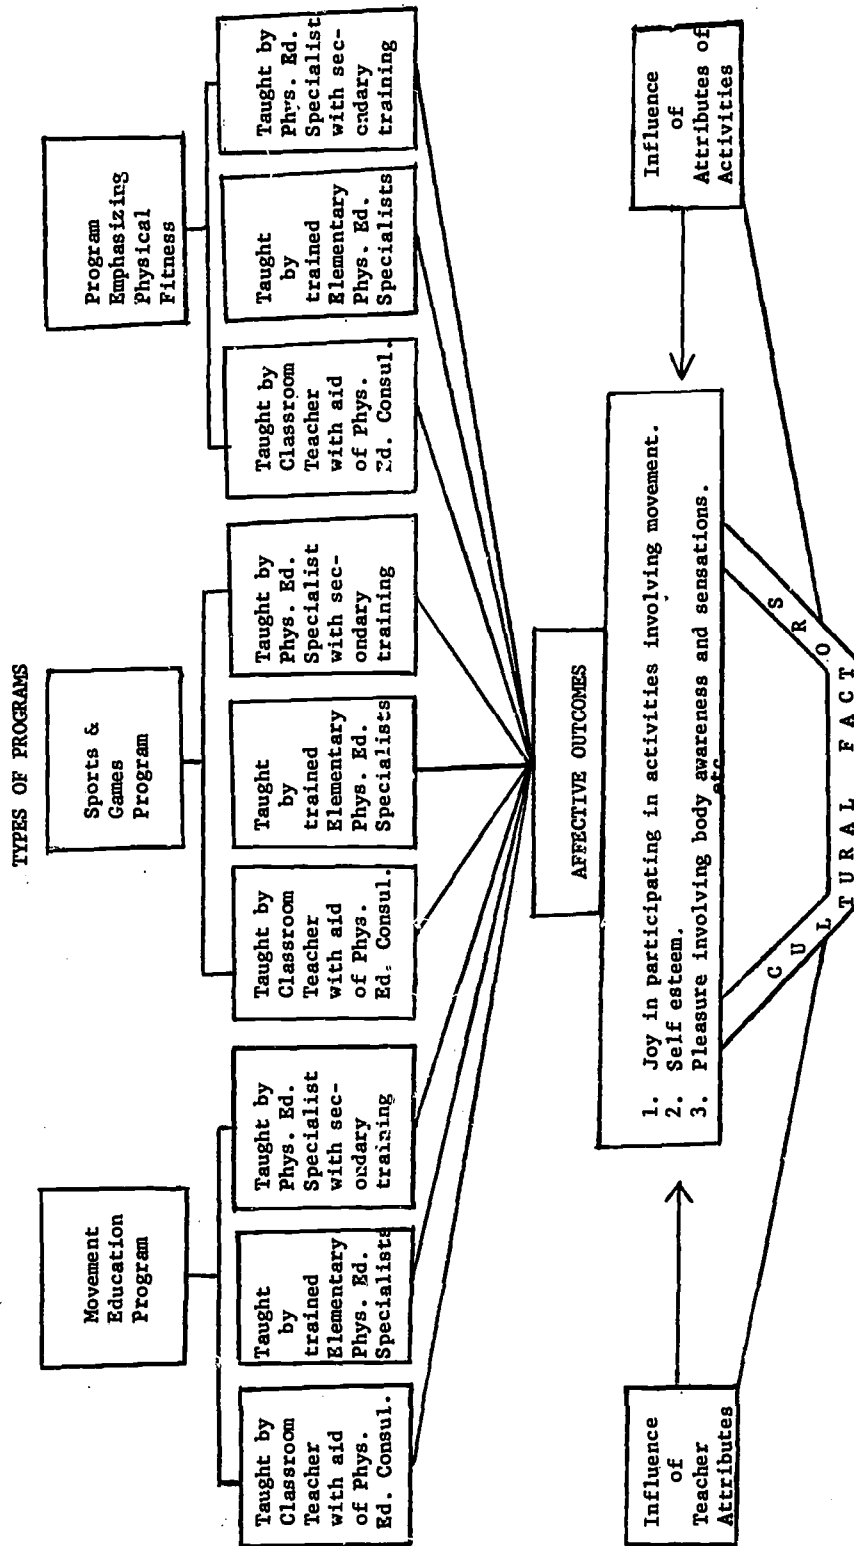 TYPES OF PROGRAMS
Movement
Education
Program
Sports &
Games
Program
Program
Emphasizing
Physical
Fitness
Taught by
Classroom
Teacher
with aid
of Phys.
Ed. Consul.
Taught
by
trained
Elementary
Phys. Ed.
Specialists
Taught by
Phys. Ed.
Specialist
with sec-
ondary
training
Taught by
Classroom
Teacher
with aid
of Phys.
Ed. Consul.
Taught
by
trained
Elementary
Phys. Ed.
Specialists
Taught by
Phys. Ed.
Specialist
with sec-
ondary
training
Taught by
Classroom
Teacher
with aid
of Phys.
Ed. Consul.
Taught
by
trained
Elementary
Phys. Ed.
Specialists
Taught by
Phys. Ed.
Specialist
with sec-
ondary
training
AFFECTIVE OUTCOMES
1. Joy in participating in activities involving movement.
2. Self esteem.
3. Pleasure involving body awareness and sensations.
etc.
Influence
of
Teacher
Attributes
Influence
of
Attributes of
Activities
CULTURAL FACTORS